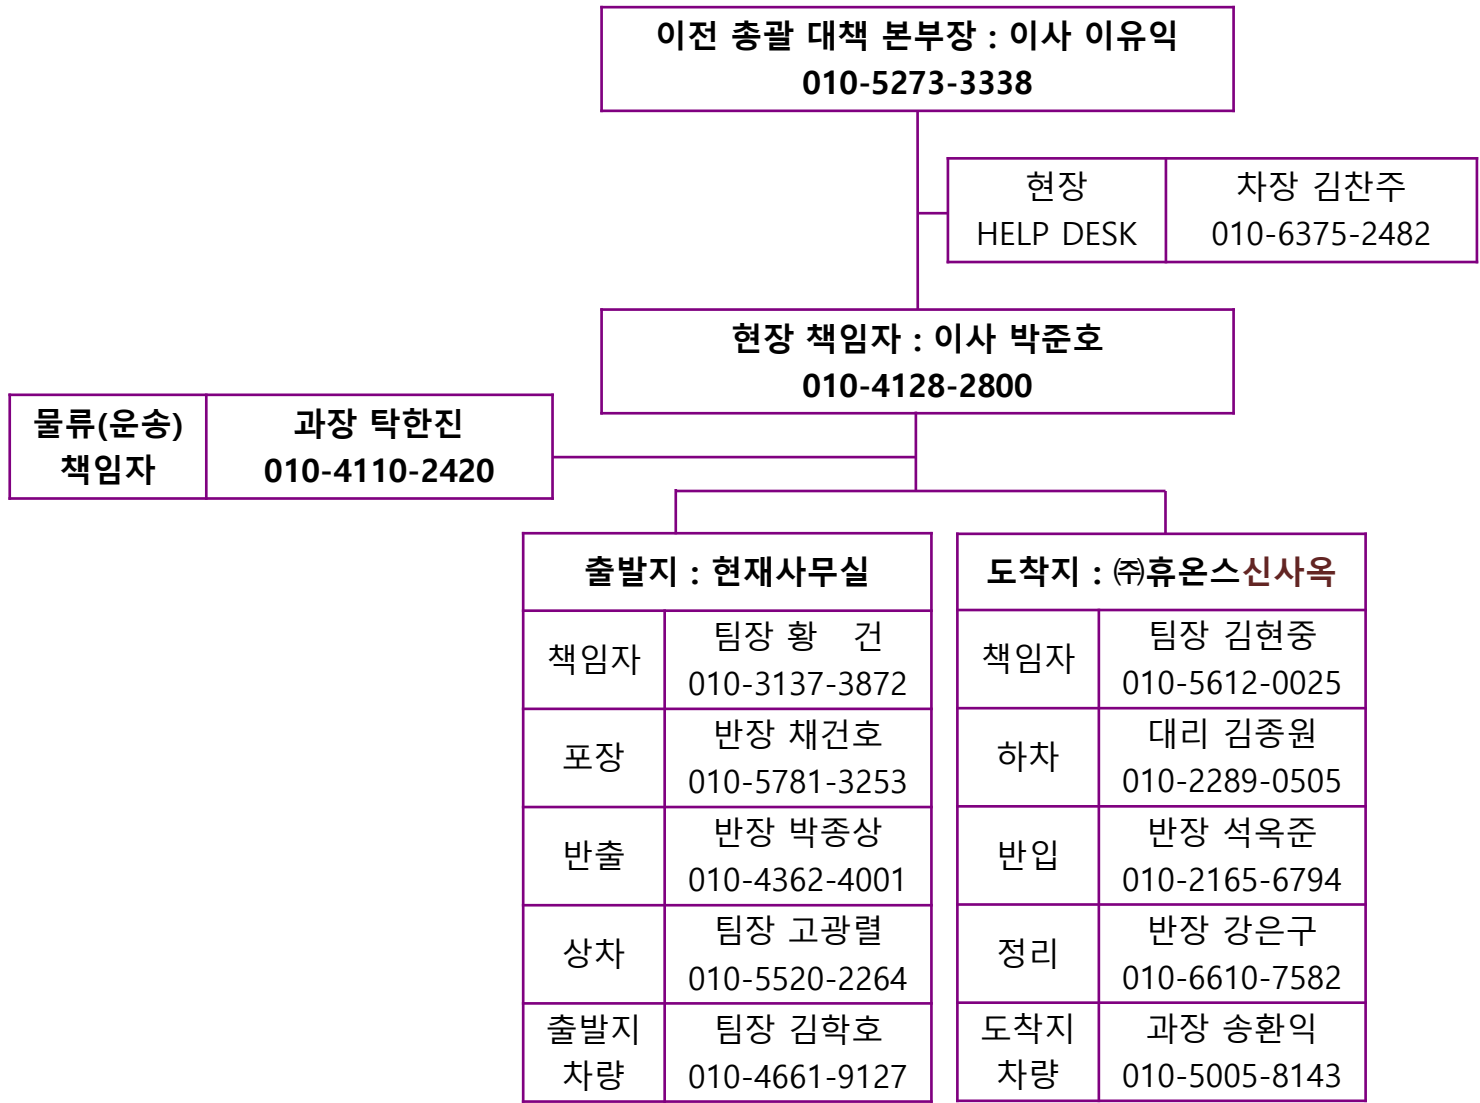 이전 총괄 대책 본부장 : 이사 이유익
010-5273-3338
현장
HELP DESK
차장 김찬주
010-6375-2482
현장 책임자 : 이사 박준호
010-4128-2800
물류(운송)
책임자
과장 탁한진
010-4110-2420
출발지 : 현재사무실
책임자
팀장 황 건
010-3137-3872
포장
반장 채건호
010-5781-3253
반출
반장 박종상
010-4362-4001
상차
팀장 고광렬
010-5520-2264
출발지
차량
팀장 김학호
010-4661-9127
도착지 : ㈜휴온스신사옥
책임자
팀장 김현중
010-5612-0025
하차
대리 김종원
010-2289-0505
반입
반장 석옥준
010-2165-6794
정리
반장 강은구
010-6610-7582
도착지
차량
과장 송환익
010-5005-8143